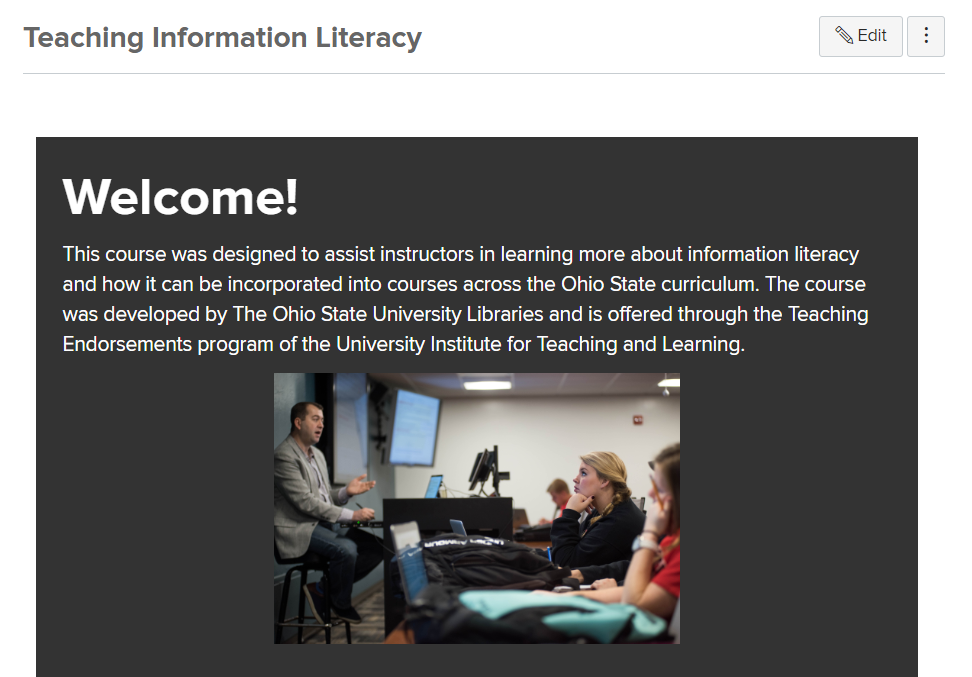 Teaching Information Literacy
Edit
Welcome!
This course was designed to assist instructors in learning more about information literacy
and how it can be incorporated into courses across the Ohio State curriculum. The course
was developed by The Ohio State University Libraries and is offered through the Teaching
Endorsements program of the University Institute for Teaching and Learning.
UNDER ARMOUR